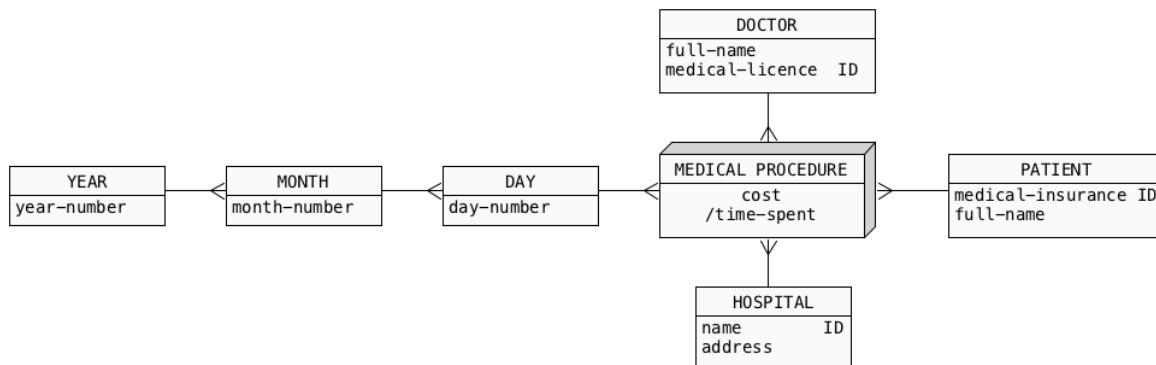 DOCTOR
full-name
medical-licence ID
YEAR
year-number
MONTH
month-number
DAY
day-number
MEDICAL PROCEDURE
cost
/time-spent
PATIENT
medical-insurance ID
full-name
HOSPITAL
name ID
address